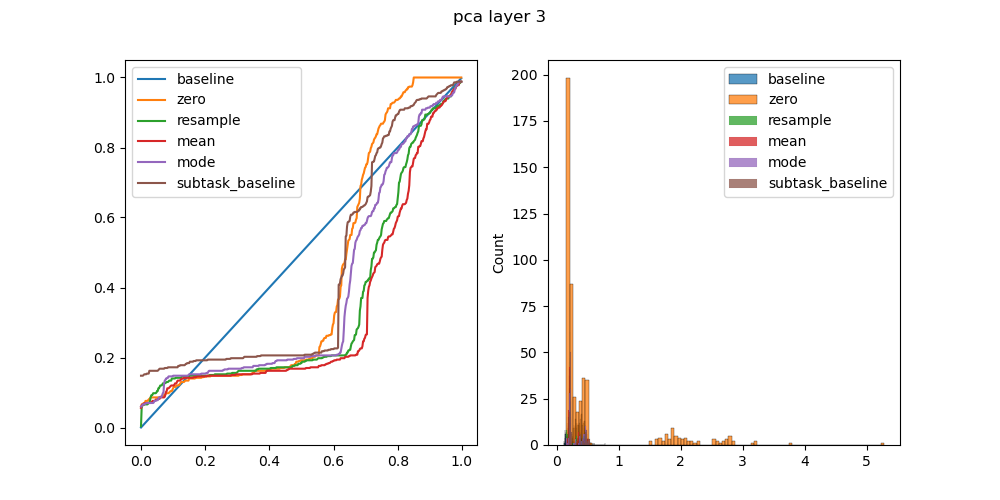 pca layer 3
baseline
zero
resample
mean
mode
subtask_baseline
1.0
0.8
0.6
0.4
0.2
0.0
0.0 0.2 0.4 0.6 0.8 1.0
baseline
zero
resample
mean
mode
subtask_baseline
Count
200
175
150
125
100
75
50
25
0
0 1 2 3 4 5